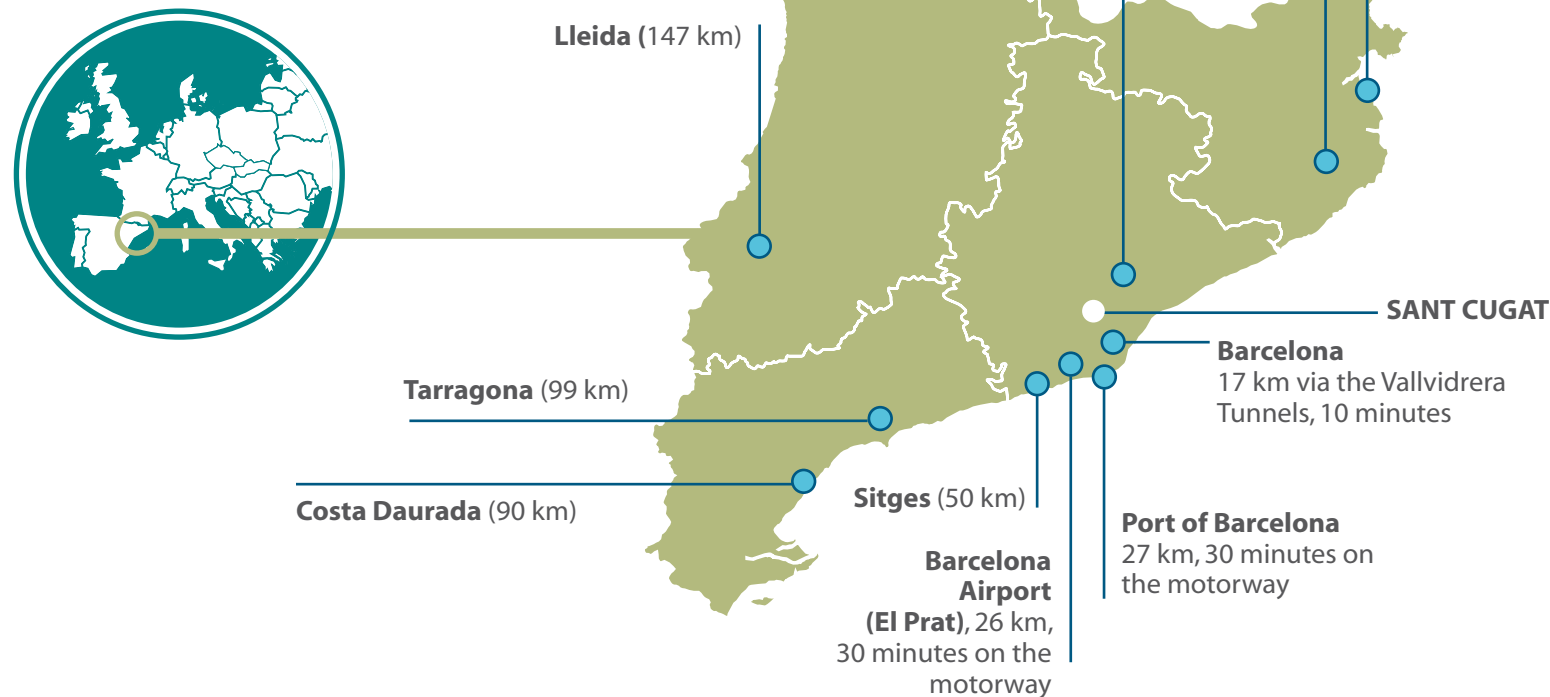 Lleida (147 km)
SANT CUGAT
Barcelona
17 km via the Vallvidrera
Tunnels, 10 minutes
Tarragona (99 km)
Costa Daurada (90 km)
Sitges (50 km)
Port of Barcelona
27 km, 30 minutes on
the motorway
Barcelona
Airport
(El Prat), 26 km,
30 minutes on the
motorway